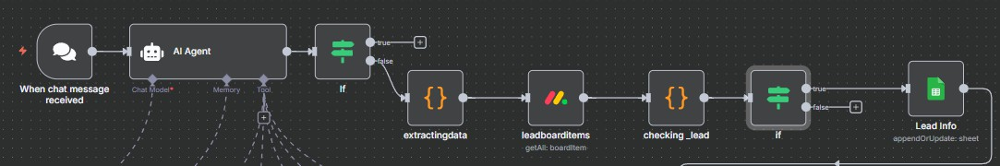 When chat message
received
AI Agent
Chat Model*
Memory
Tool
If
true
false
extractingdata
leadboarditems
getAll: boardItem
checking _lead
if
true
false
Lead Info
appendOrUpdate: sheet